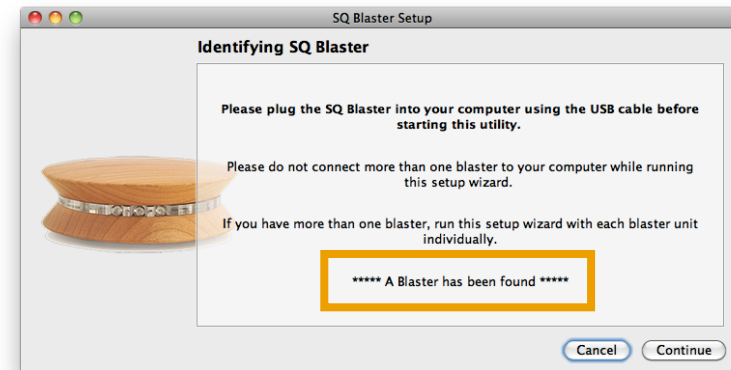 SQ Blaster Setup
Identifying SQ Blaster
Please plug the SQ Blaster into your computer using the USB cable before
starting this utility.
Please do not connect more than one blaster to your computer while running
this setup wizard.
If you have more than one blaster, run this setup wizard with each blaster unit
individually.
***** A Blaster has been found *****
Cancel Continue